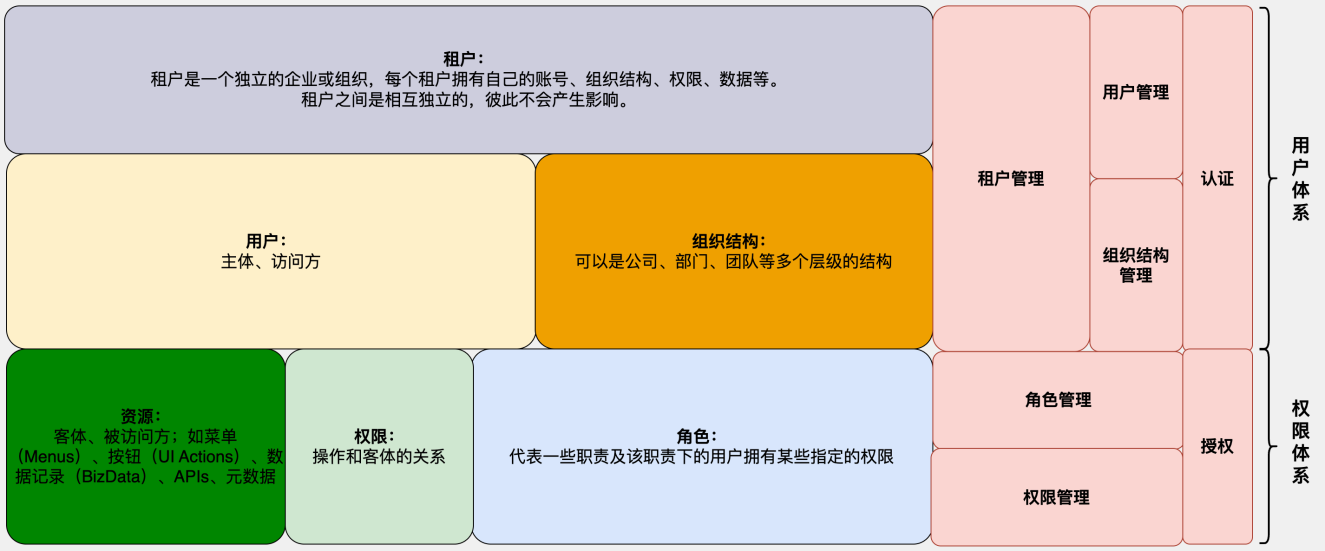 租户：
租户是一个独立的企业或组织，每个租户拥有自己的账号、组织结构、权限、数据等。
租户之间是相互独立的，彼此不会产生影响。
用户：
主体、访问方
组织结构：
可以是公司、部门、团队等多个层级的结构
资源：
客体、被访问方；如菜单
（Menus）、按钮（UI Actions）、数
据记录（BizData）、APIs、元数据
权限：
操作和客体的关系
角色：
代表一些职责及该职责下的用户拥有某些指定的权限
租户管理
用户管理
组织结构
管理
认证
角色管理
权限管理
授权
用
户
体
系
权
限
体
系